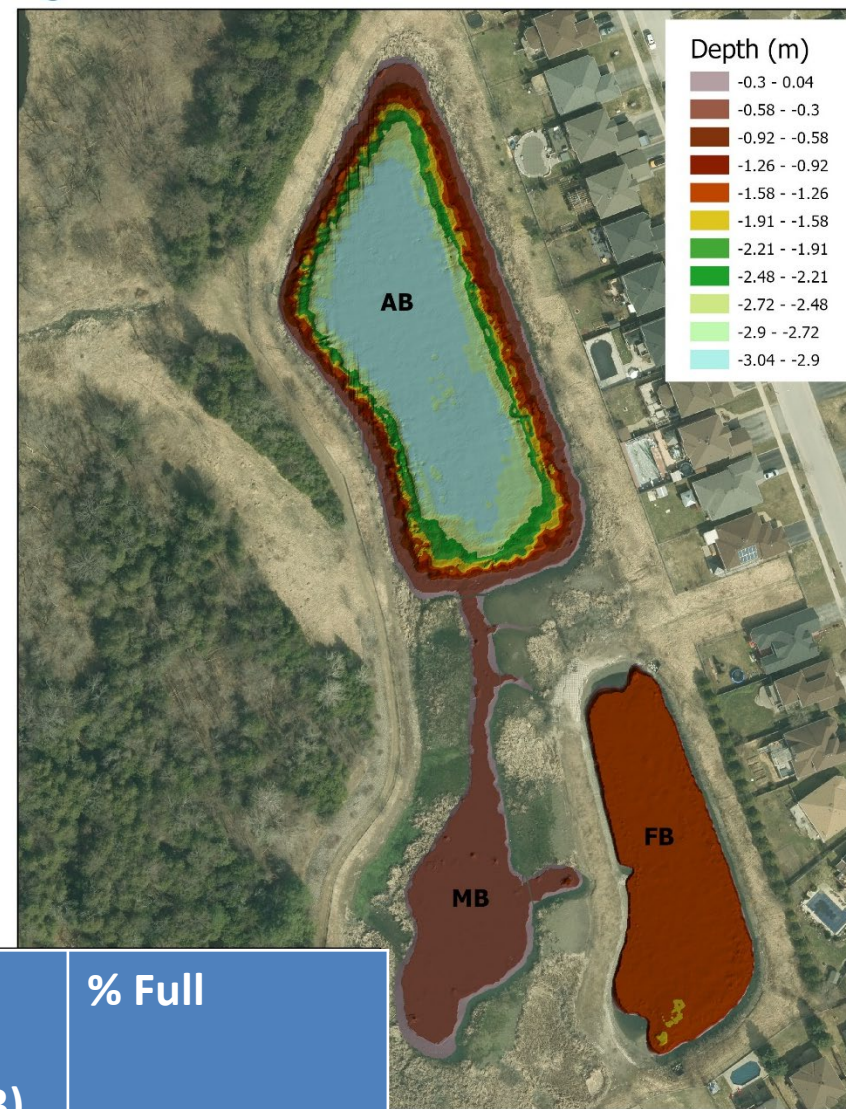 Depth (m)
-0.3 - 0.04
-0.58 - -0.3
-0.92 - -0.58
-1.26 - -0.92
-1.58 - -1.26
-1.91 - -1.58
-2.21 - -1.91
-2.48 - -2.21
-2.72 - -2.48
-2.9 - -2.72
-3.04 - -2.9
AB
FB
MB
% Full